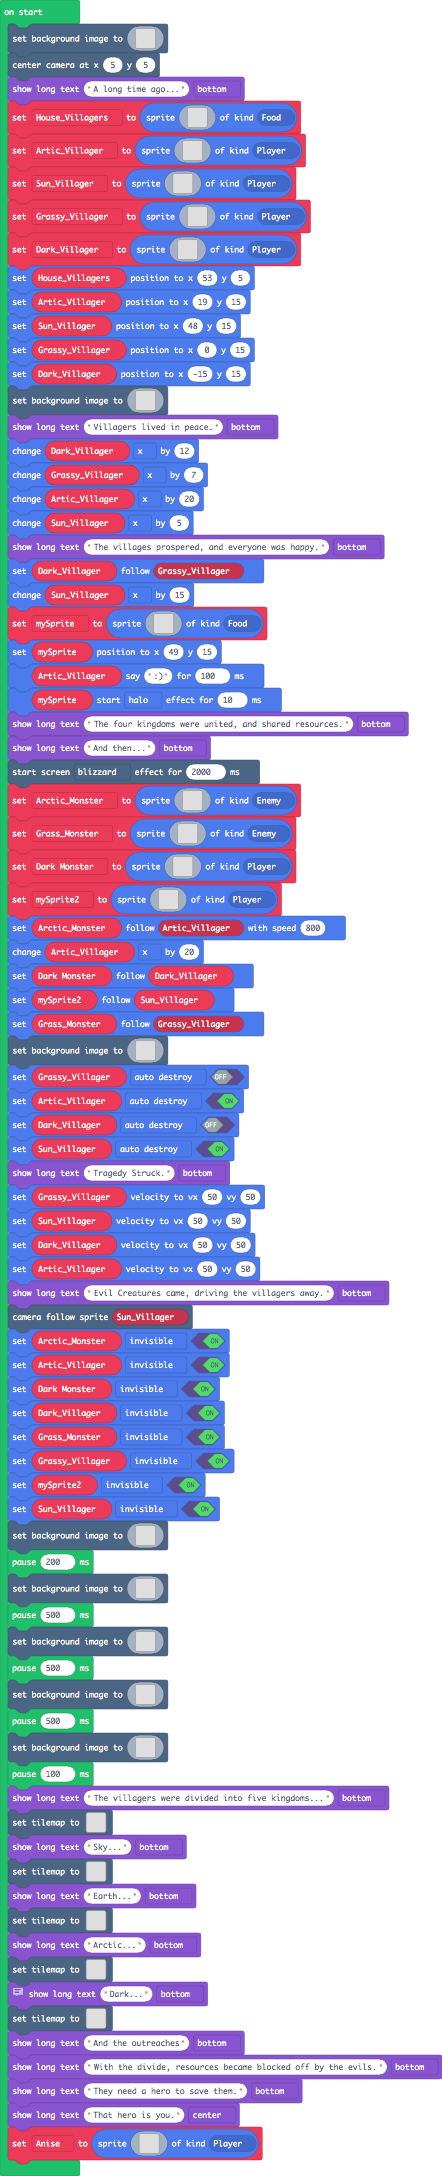 on start
set background image to
center camera at x 5 y 5
show long text "A long time ago..." bottom
set House_Villagers to sprite of kind Food
set Artic_Villager to sprite of kind Player
set Sun_Villager to sprite of kind Player
set Grassy_Villager to sprite of kind Player
set Dark_Villager to sprite of kind Player
set House_Villagers position to x 53 y 5
set Artic_Villager position to x 19 y 15
set Sun_Villager position to x 48 y 15
set Grassy_Villager position to x 0 y 15
set Dark_Villager position to x -15 y 15
set background image to
show long text "Villagers lived in peace." bottom
change Dark_Villager x by 12
change Grassy_Villager x by 7
change Artic_Villager x by 20
change Sun_Villager x by 5
show long text "The villages prospered, and everyone was happy." bottom
set Dark_Villager follow Grassy_Villager
change Sun_Villager x by 15
set mySprite to sprite of kind Food
set mySprite position to x 49 y 15
Artic_Villager say ":)" for 100 ms
mySprite start halo effect for 10 ms
show long text "The four kingdoms were united, and shared resources." bottom
show long text "And then..." bottom
start screen blizzard effect for 2000 ms
set Arctic_Monster to sprite of kind Enemy
set Grass_Monster to sprite of kind Enemy
set Dark Monster to sprite of kind Player
set mySprite2 to sprite of kind Player
set Arctic_Monster follow Artic_Villager with speed 800
change Artic_Villager x by 20
set Dark Monster follow Dark_Villager
set mySprite2 follow Sun_Villager
set Grass_Monster follow Grassy_Villager
set background image to
set Grassy_Villager auto destroy OFF
set Artic_Villager auto destroy ON
set Dark_Villager auto destroy OFF
set Sun_Villager auto destroy ON
show long text "Tragedy Struck." bottom
set Grassy_Villager velocity to vx 50 vy 50
set Sun_Villager velocity to vx 50 vy 50
set Dark_Villager velocity to vx 50 vy 50
set Artic_Villager velocity to vx 50 vy 50
show long text "Evil Creatures came, driving the villagers away." bottom
camera follow sprite Sun_Villager
set Arctic_Monster invisible ON
set Artic_Villager invisible ON
set Dark Monster invisible ON
set Dark_Villager invisible ON
set Grass_Monster invisible ON
set Grassy_Villager invisible ON
set mySprite2 invisible ON
set Sun_Villager invisible ON
set background image to
pause 200 ms
set background image to
pause 500 ms
set background image to
pause 500 ms
set background image to
pause 500 ms
set background image to
pause 100 ms
show long text "The villagers were divided into five kingdoms..." bottom
set tilemap to
show long text "Sky..." bottom
set tilemap to
show long text "Earth..." bottom
set tilemap to
show long text "Arctic..." bottom
set tilemap to
show long text "Dark..." bottom
set tilemap to
show long text "And the outreaches" bottom
show long text "With the divide, resources became blocked off by the evils." bottom
show long text "They need a hero to save them." bottom
show long text "That hero is you." center
set Anise to sprite of kind Player